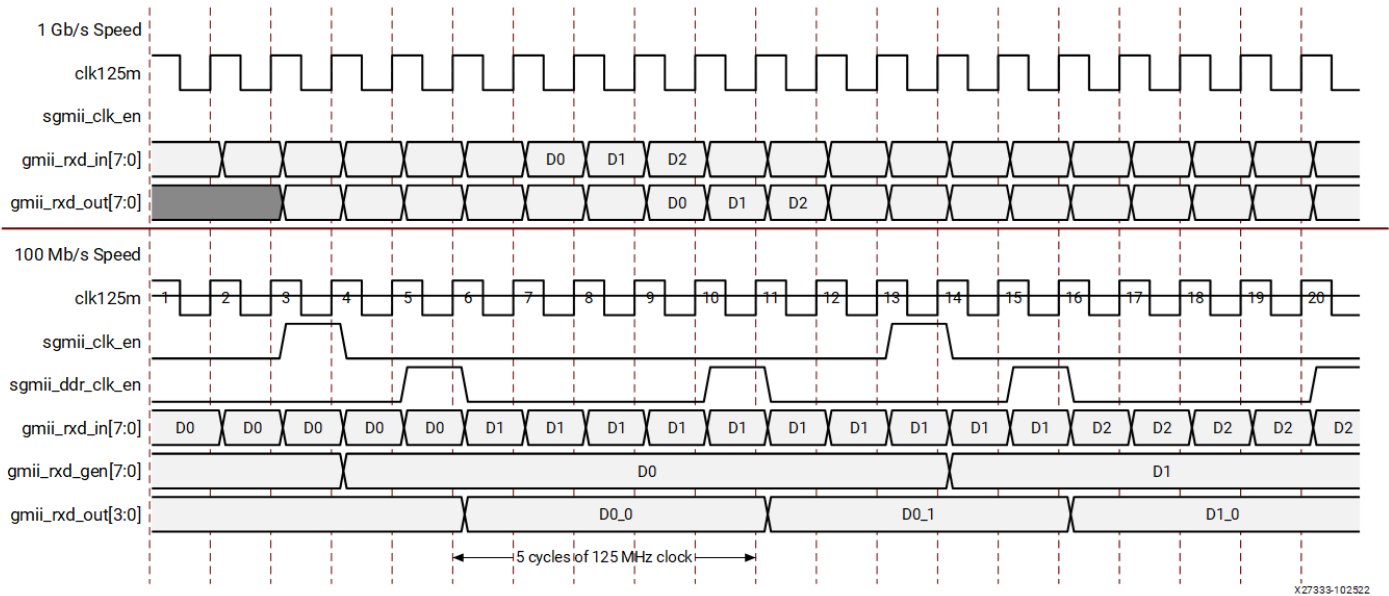 1 Gb/s Speed
clk125m
sgmii_clk_en
gmii_rxd_in[7:0] D0 D1 D2
gmii_rxd_out[7:0] D0 D1 D2
100 Mb/s Speed
clk125m 1 2 3 4 5 6 7 8 9 10 11 12 13 14 15 16 17 18 19 20
sgmii_clk_en
sgmii_ddr_clk_en
gmii_rxd_in[7:0] D0 D0 D0 D0 D0 D1 D1 D1 D1 D1 D1 D1 D1 D1 D1 D2 D2 D2 D2 D2
gmii_rxd_gen[7:0] D0 D1
gmii_rxd_out[3:0] D0_0 D0_1 D1_0
5 cycles of 125 MHz clock
X27333-102522